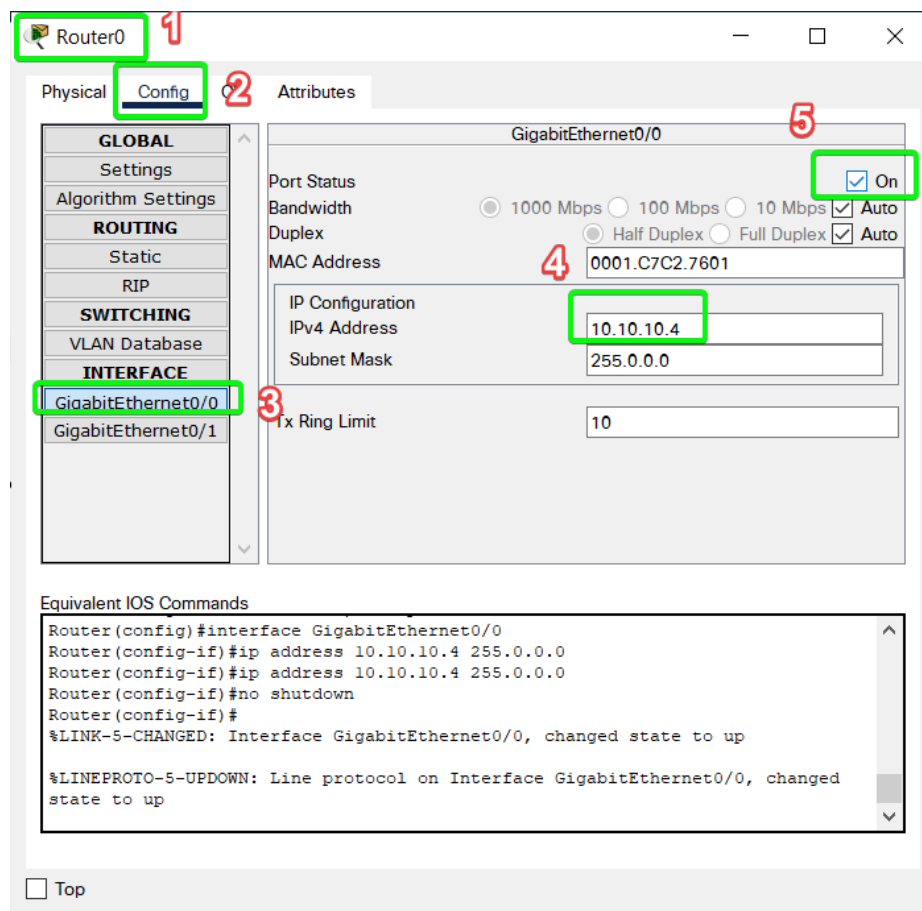 Router0 1
Physical Config 2 Attributes
GLOBAL
Settings
Algorithm Settings
ROUTING
Static
RIP
SWITCHING
VLAN Database
INTERFACE
GigabitEthernet0/0 3
GigabitEthernet0/1
GigabitEthernet0/0 5
Port Status On
Bandwidth 1000 Mbps 100 Mbps 10 Mbps Auto
Duplex Half Duplex Full Duplex Auto
MAC Address 4 0001.C7C2.7601
IP Configuration
IPv4 Address 10.10.10.4
Subnet Mask 255.0.0.0
Tx Ring Limit 10
Equivalent IOS Commands
Router(config)#interface GigabitEthernet0/0
Router(config-if)#ip address 10.10.10.4 255.0.0.0
Router(config-if)#ip address 10.10.10.4 255.0.0.0
Router(config-if)#no shutdown
Router(config-if)#
%LINK-5-CHANGED: Interface GigabitEthernet0/0, changed state to up
%LINEPROTO-5-UPDOWN: Line protocol on Interface GigabitEthernet0/0, changed
state to up
Top